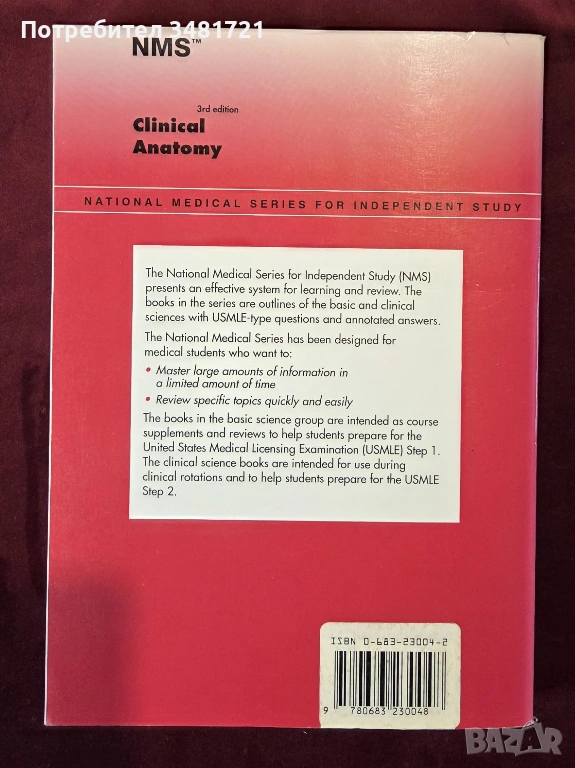 Потребител 3481721
NMS™
3rd edition
Clinical
Anatomy
NATIONAL MEDICAL SERIES FOR INDEPENDENT STUDY
The National Medical Series for Independent Study (NMS)
presents an effective system for learning and review. The
books in the series are outlines of the basic and clinical
sciences with USMLE-type questions and annotated answers.
The National Medical Series has been designed for
medical students who want to:
• Master large amounts of information in
a limited amount of time
• Review specific topics quickly and easily
The books in the basic science group are intended as course
supplements and reviews to help students prepare for the
United States Medical Licensing Examination (USMLE) Step 1.
The clinical science books are intended for use during
clinical rotations and to help students prepare for the USMLE
Step 2.
ISBN 0-683-23004-2
9 780683 230048
BAZAR